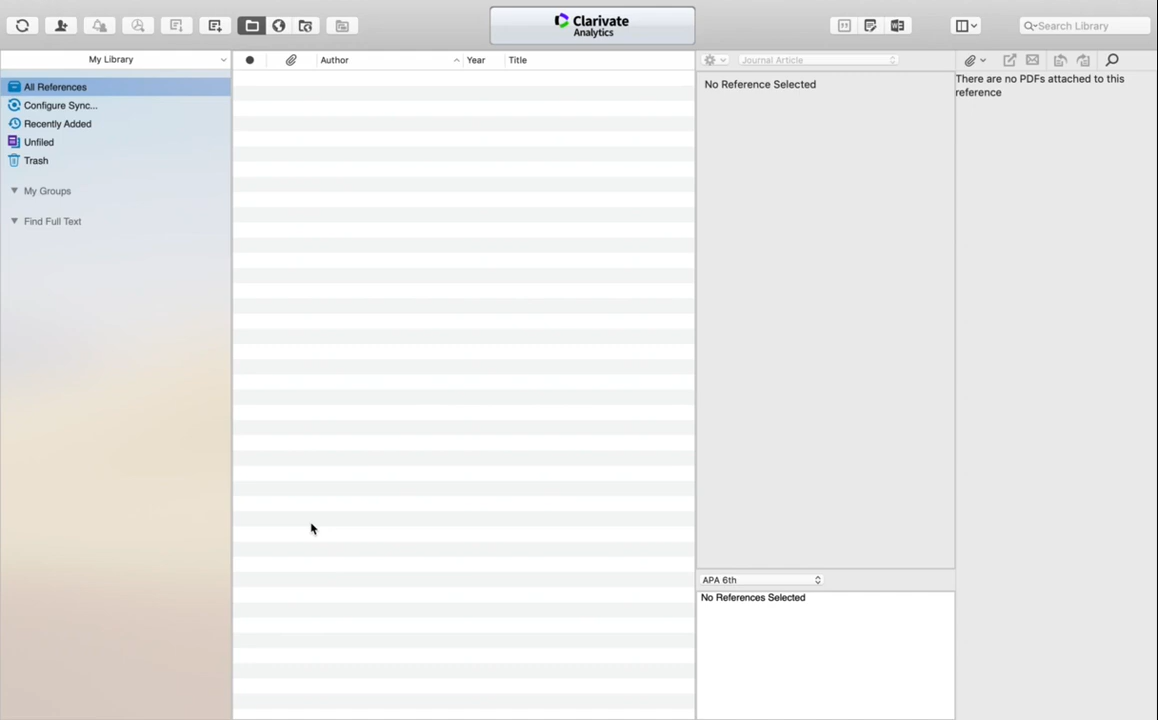 Clarivate
Analytics
Search Library
My Library
Author
Year
Title
Journal Article
All References
Configure Sync...
Recently Added
Unfiled
Trash
My Groups
Find Full Text
No Reference Selected
There are no PDFs attached to this
reference
APA 6th
No References Selected